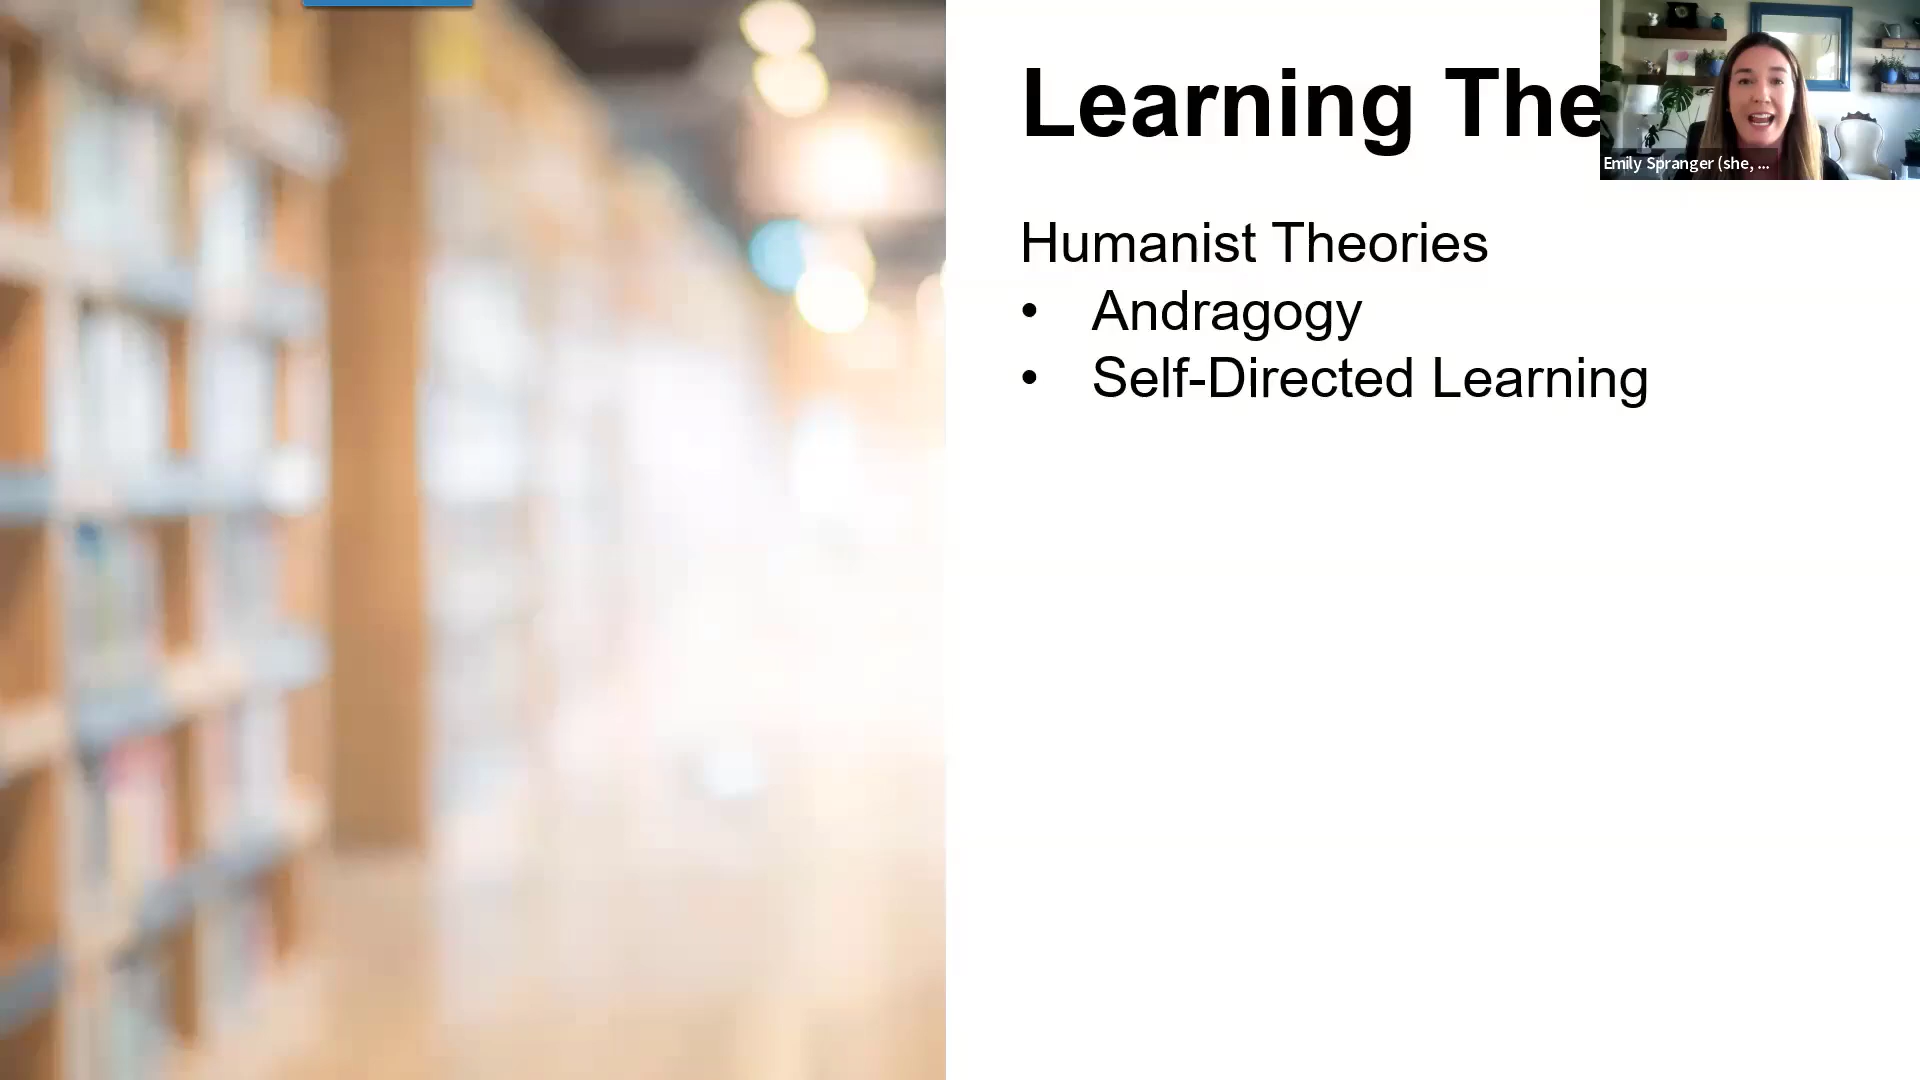 Learning The
Emily Spranger (she, ...
Humanist Theories
• Andragogy
• Self-Directed Learning